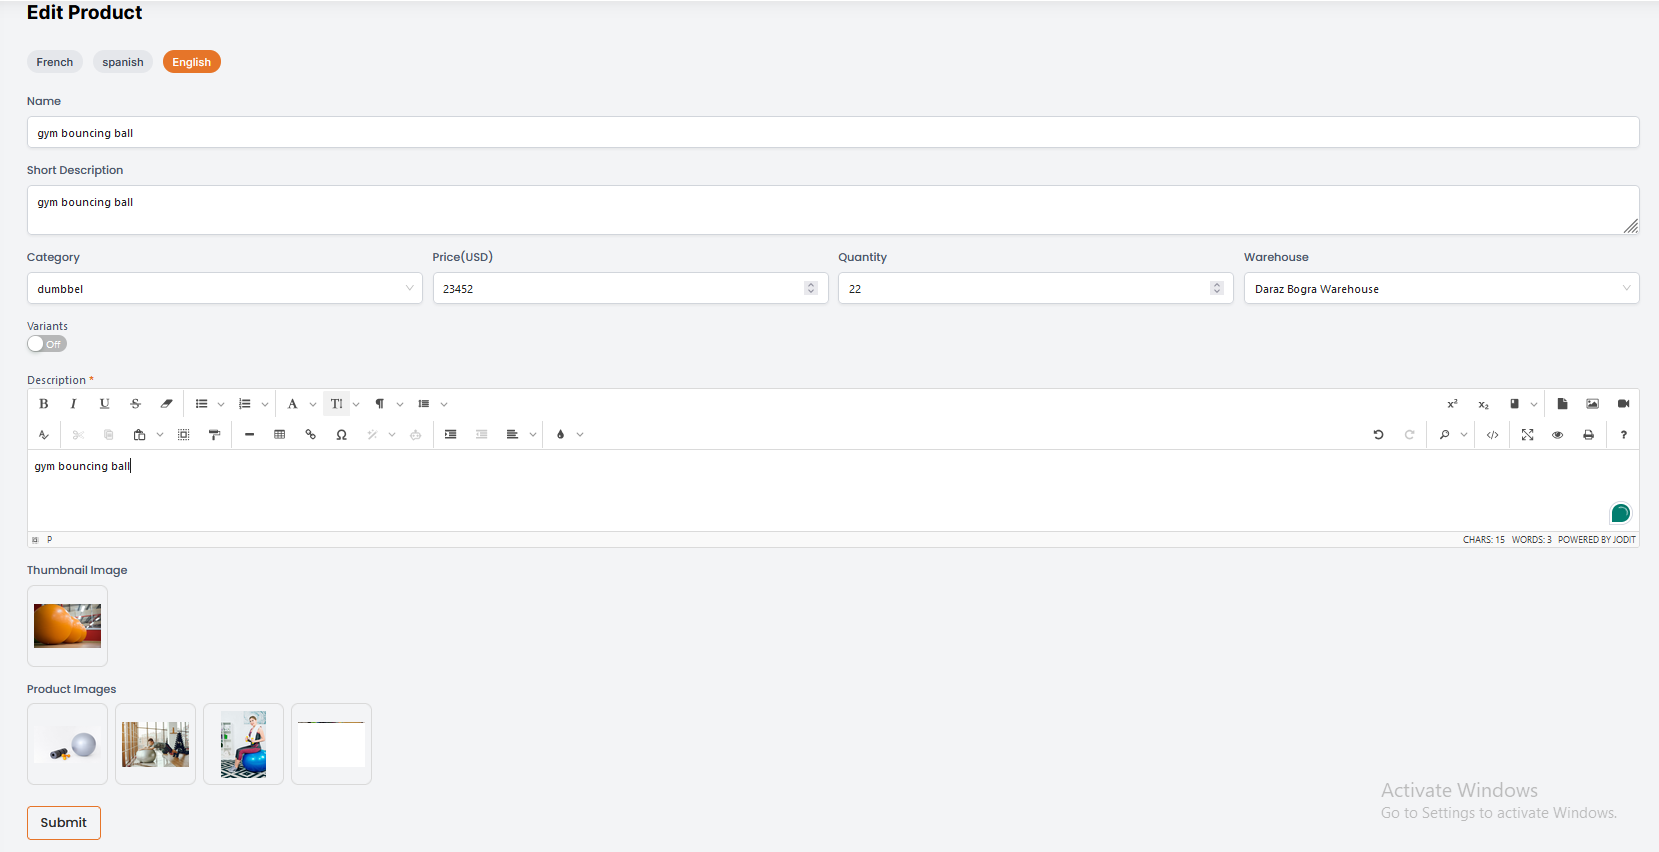 Edit Product
French spanish English
Name
gym bouncing ball
Short Description
gym bouncing ball
Category Price(USD) Quantity Warehouse
dumbbel 23452 22 Daraz Bogra Warehouse
Variants
Off
Description *
gym bouncing ball
P CHARS: 15 WORDS: 3 POWERED BY JODIT
Thumbnail Image
Product Images
Submit
Activate Windows
Go to Settings to activate Windows.